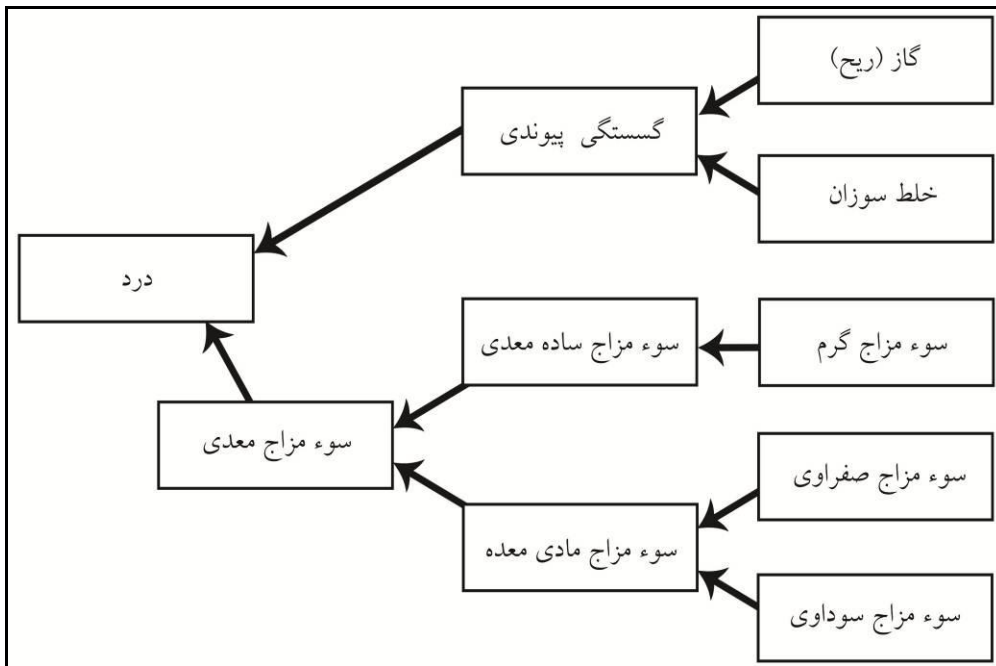 گاز (ریح)
گسستگی پیوندی
خلط سوزان
درد
سوء مزاج ساده معدی
سوء مزاج گرم
سوء مزاج معدی
سوء مزاج صفراوی
سوء مزاج مادی معده
سوء مزاج سوداوی